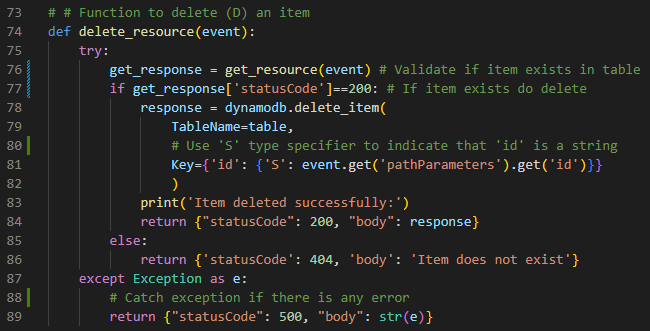 73 # # Function to delete (D) an item
74 def delete_resource(event):
75     try:
76         get_response = get_resource(event) # Validate if item exists in table
77         if get_response['statusCode']==200: # If item exists do delete
78             response = dynamodb.delete_item(
79                 TableName=table,
80                 # Use 'S' type specifier to indicate that 'id' is a string
81                 Key={'id': {'S': event.get('pathParameters').get('id')}}
82                 )
83             print('Item deleted successfully:')
84             return {"statusCode": 200, "body": response}
85         else:
86             return {'statusCode': 404, 'body': 'Item does not exist'}
87     except Exception as e:
88         # Catch exception if there is any error
89         return {"statusCode": 500, "body": str(e)}